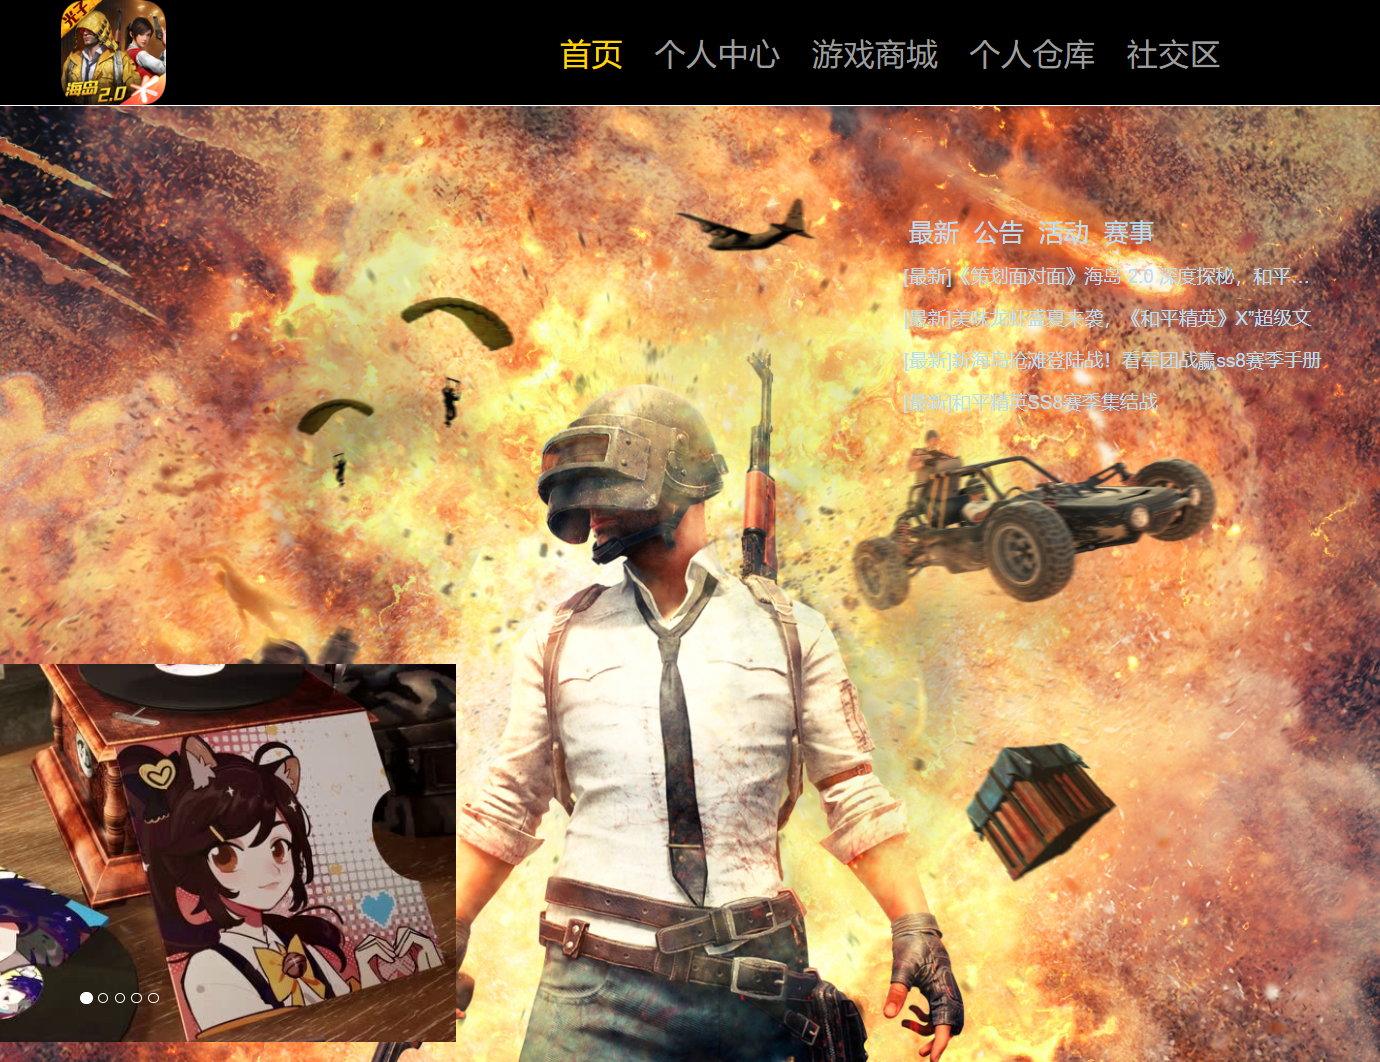 光子
海岛2.0
首页 个人中心 游戏商城 个人仓库 社交区
最新 公告 活动 赛事
[最新]《策划面对面》海岛 2.0 深度探秘，和平…
[最新]美味龙虾盛夏来袭，《和平精英》X"超级文
[最新]新海岛抢滩登陆战！看军团战赢ss8赛季手册
[最新]和平精英SS8赛季集结战